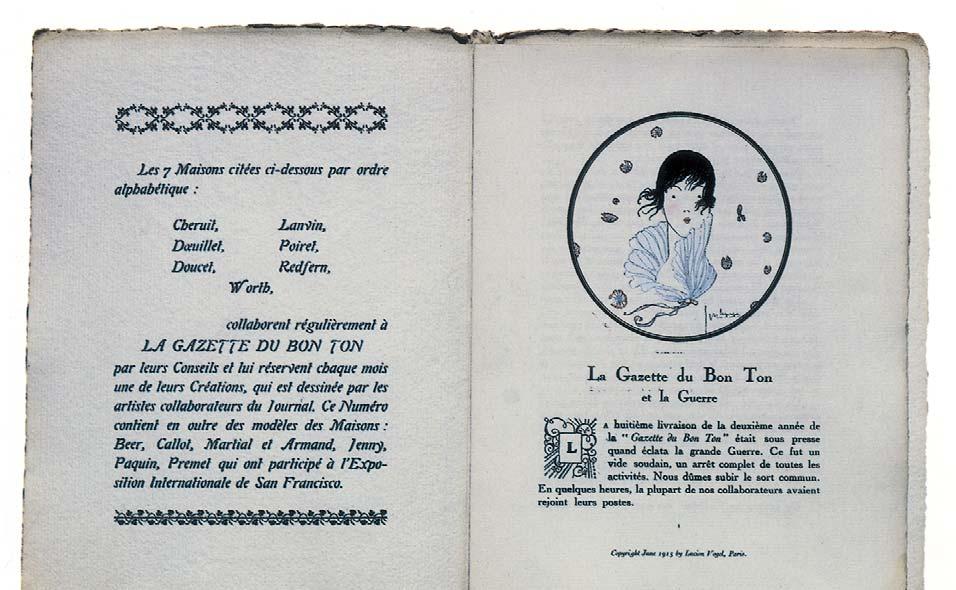 Les 7 Maisons citées ci-dessous par ordre
alphabétique :
Cheruit, Lanvin,
Dœuillet, Poiret,
Doucet, Redfern,
Worth,
collaborent régulièrement à
LA GAZETTE DU BON TON
par leurs Conseils et lui réservent chaque mois
une de leurs Créations, qui est dessinée par les
artistes collaborateurs du Journal. Ce Numéro
contient en outre des modèles des Maisons :
Beer, Callot, Martial et Armand, Jenny,
Paquin, Premet qui ont participé à l'Expo-
sition Internationale de San Francisco.
La Gazette du Bon Ton
et la Guerre
LA huitième livraison de la deuxième année de
la "Gazette du Bon Ton" était sous presse
quand éclata la grande Guerre. Ce fut un
vide soudain, un arrêt complet de toutes les
activités. Nous dûmes subir le sort commun.
En quelques heures, la plupart de nos collaborateurs avaient
rejoint leurs postes.
1
Copyright June 1915 by Lucien Vogel, Paris.